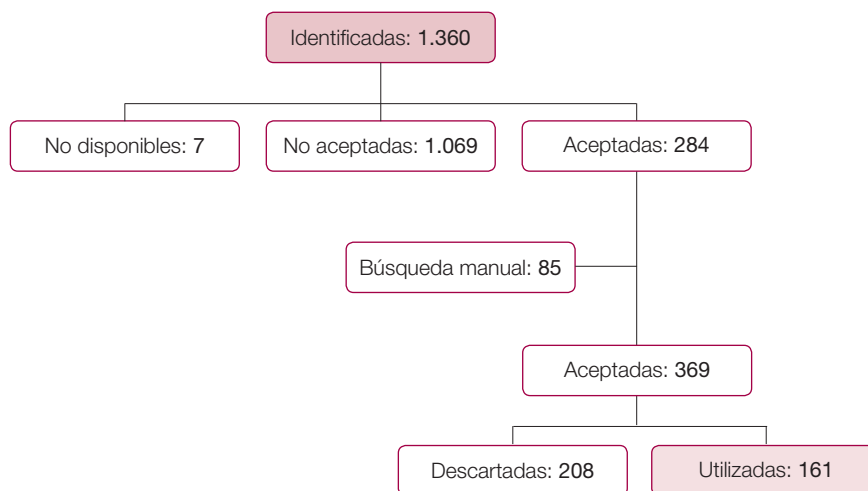 Identificadas: 1.360
No disponibles: 7
No aceptadas: 1.069
Aceptadas: 284
Búsqueda manual: 85
Aceptadas: 369
Descartadas: 208
Utilizadas: 161